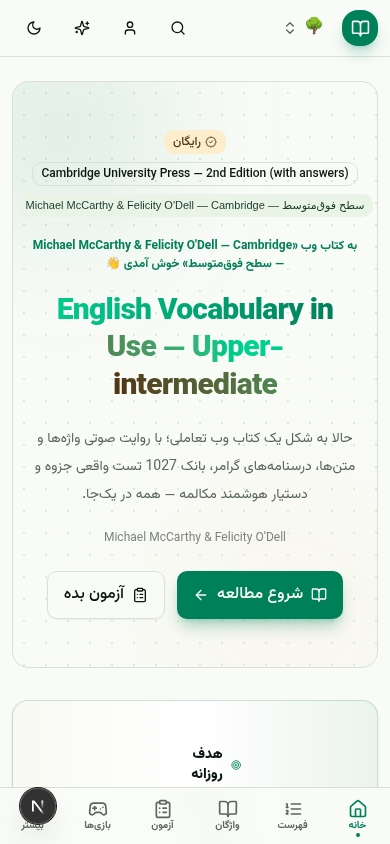 رایگان
Cambridge University Press — 2nd Edition (with answers)
Michael McCarthy & Felicity O'Dell — Cambridge — سطح فوق‌متوسط
به کتاب وب «Michael McCarthy & Felicity O'Dell — Cambridge
— سطح فوق‌متوسط» خوش آمدی 👋
English Vocabulary in
Use — Upper-
intermediate
حالا به شکل یک کتاب وب تعاملی؛ با روایت صوتی واژه‌ها و
متن‌ها، درسنامه‌های گرامر، بانک 1027 تست واقعی جزوه و
دستیار هوشمند مکالمه — همه در یک‌جا.
Michael McCarthy & Felicity O'Dell
شروع مطالعه
آزمون بده
هدف
روزانه
خانه
فهرست
واژگان
آزمون
بازی‌ها
بیشتر
N